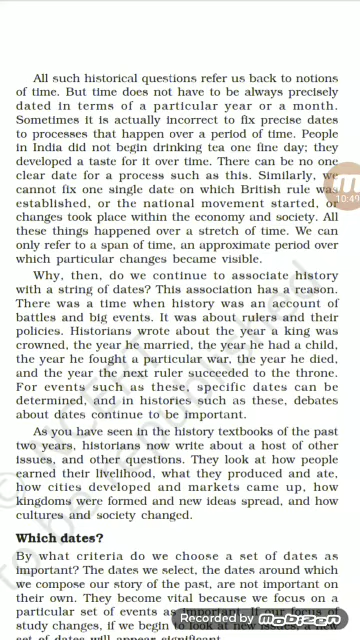 All such historical questions refer us back to notions
of time. But time does not have to be always precisely
dated in terms of a particular year or a month.
Sometimes it is actually incorrect to fix precise dates
to processes that happen over a period of time. People
in India did not begin drinking tea one fine day; they
developed a taste for it over time. There can be no one
clear date for a process such as this. Similarly, we
cannot fix one single date on which British rule was
established, or the national movement started, or
changes took place within the economy and society. All
these things happened over a stretch of time. We can
only refer to a span of time, an approximate period over
which particular changes became visible.
Why, then, do we continue to associate history
with a string of dates? This association has a reason.
There was a time when history was an account of
battles and big events. It was about rulers and their
policies. Historians wrote about the year a king was
crowned, the year he married, the year he had a child,
the year he fought a particular war, the year he died,
and the year the next ruler succeeded to the throne.
For events such as these, specific dates can be
determined, and in histories such as these, debates
about dates continue to be important.
As you have seen in the history textbooks of the past
two years, historians now write about a host of other
issues, and other questions. They look at how people
earned their livelihood, what they produced and ate,
how cities developed and markets came up, how
kingdoms were formed and new ideas spread, and how
cultures and society changed.
Which dates?
By what criteria do we choose a set of dates as
important? The dates we select, the dates around which
we compose our story of the past, are not important on
their own. They become vital because we focus on a
particular set of events as important. If our focus of
study changes, if we begin to look at new issues, a new
set of dates will appear significant.
10:49
Recorded by
mobizen